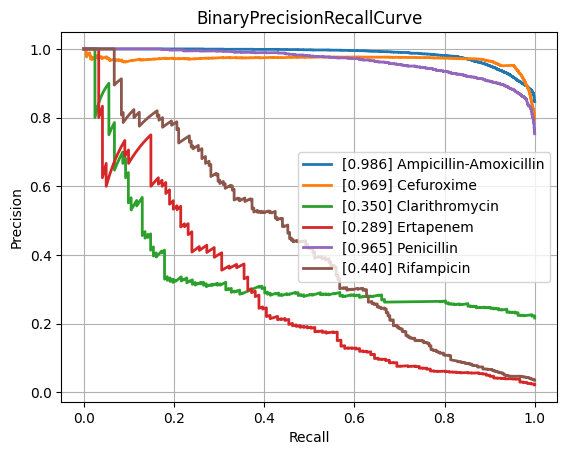 BinaryPrecisionRecallCurve
Precision
1.0
0.8
0.6
0.4
0.2
0.0
[0.986] Ampicillin-Amoxicillin
[0.969] Cefuroxime
[0.350] Clarithromycin
[0.289] Ertapenem
[0.965] Penicillin
[0.440] Rifampicin
0.0 0.2 0.4 0.6 0.8 1.0
Recall